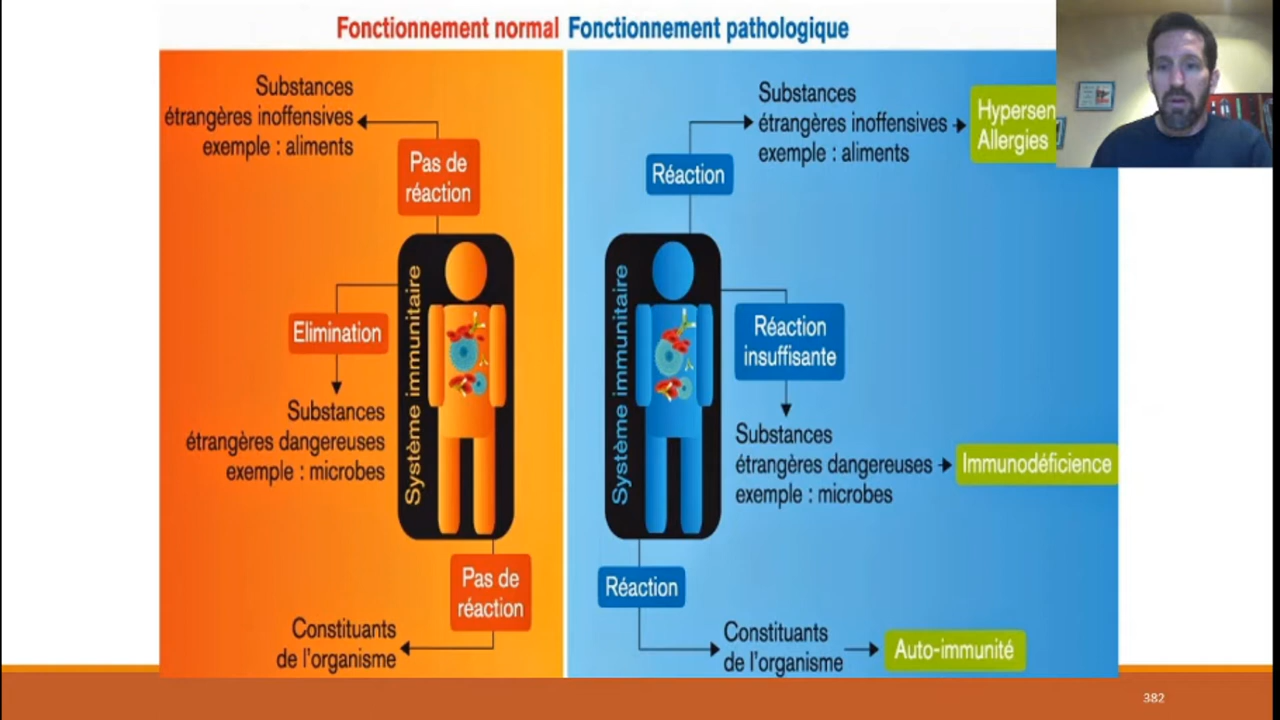 Fonctionnement normal
Fonctionnement pathologique
Substances
étrangères inoffensives
exemple : aliments
Pas de
réaction
Elimination
Substances
étrangères dangereuses
exemple : microbes
Système immunitaire
Pas de
réaction
Constituants
de l'organisme
Substances
étrangères inoffensives
exemple : aliments
Hypersen
Allergies
Réaction
Système immunitaire
Réaction
insuffisante
Substances
étrangères dangereuses
exemple : microbes
Immunodéficience
Réaction
Constituants
de l'organisme
Auto-immunité
382